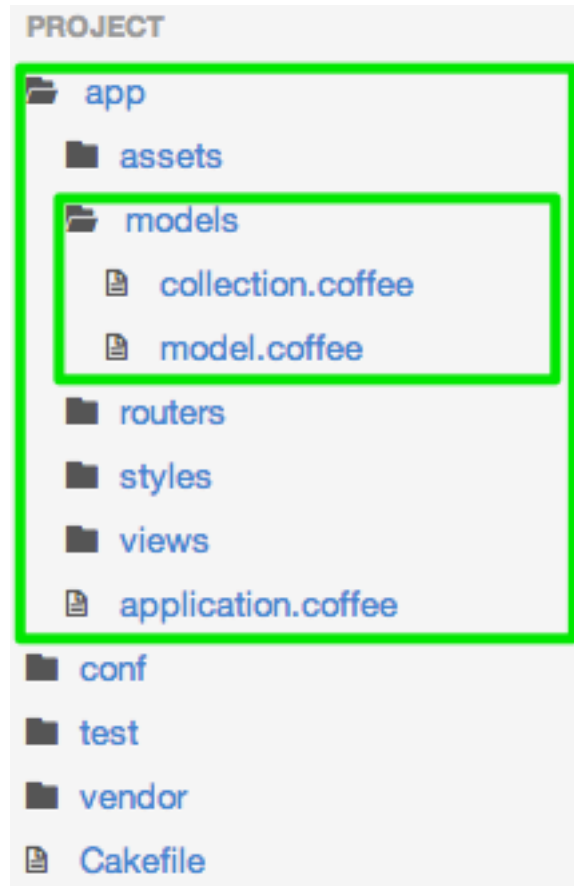 PROJECT
app
assets
models
collection.coffee
model.coffee
routers
styles
views
application.coffee
conf
test
vendor
Cakefile